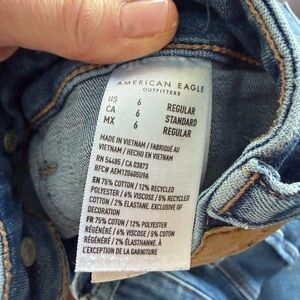 AMERICAN EAGLE
OUTFITTERS
US 6 REGULAR
CA 6 STANDARD
MX 6 REGULAR
MADE IN VIETNAM / FABRIQUÉ AU
VIETNAM / HECHO EN VIETNAM
RN 54485 / CA 03873
RFC# AEM1206050U9A
EN 75% COTTON / 12% RECYCLED
POLYESTER / 6% VISCOSE / 5% RECYCLED
COTTON / 2% ELASTANE. EXCLUSIVE OF
DECORATION
FR 75% COTON / 12% POLYESTER
RÉGÉNÉRÉ / 6% VISCOSE / 5% COTON
RÉGÉNÉRÉ / 2% ÉLASTHANNE. À
L'EXCEPTION DE LA GARNITURE